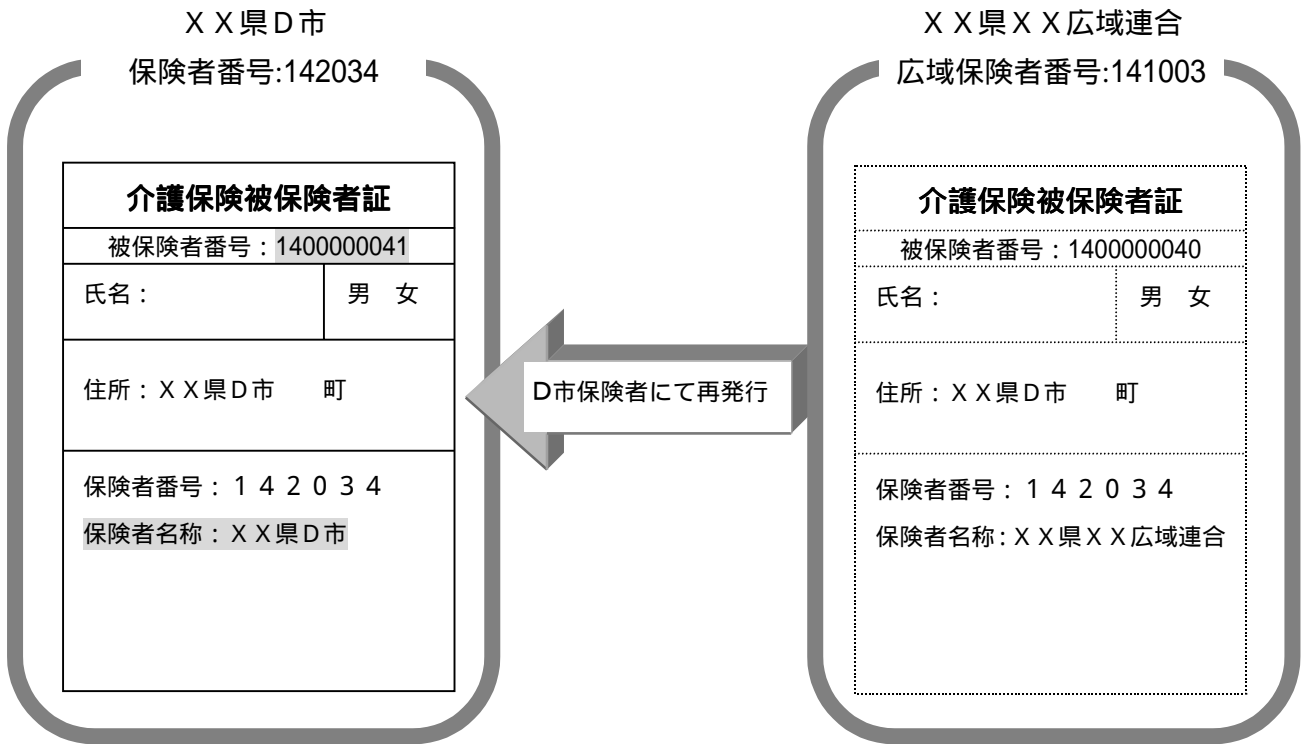 ＸＸ県Ｄ市
保険者番号:142034
介護保険被保険者証
被保険者番号：1400000041
氏名：
男　女
住所：ＸＸ県Ｄ市　　町
保険者番号：１４２０３４
保険者名称：ＸＸ県Ｄ市
D市保険者にて再発行
ＸＸ県ＸＸ広域連合
広域保険者番号:141003
介護保険被保険者証
被保険者番号：1400000040
氏名：
男　女
住所：ＸＸ県Ｄ市　　町
保険者番号：１４２０３４
保険者名称：ＸＸ県ＸＸ広域連合